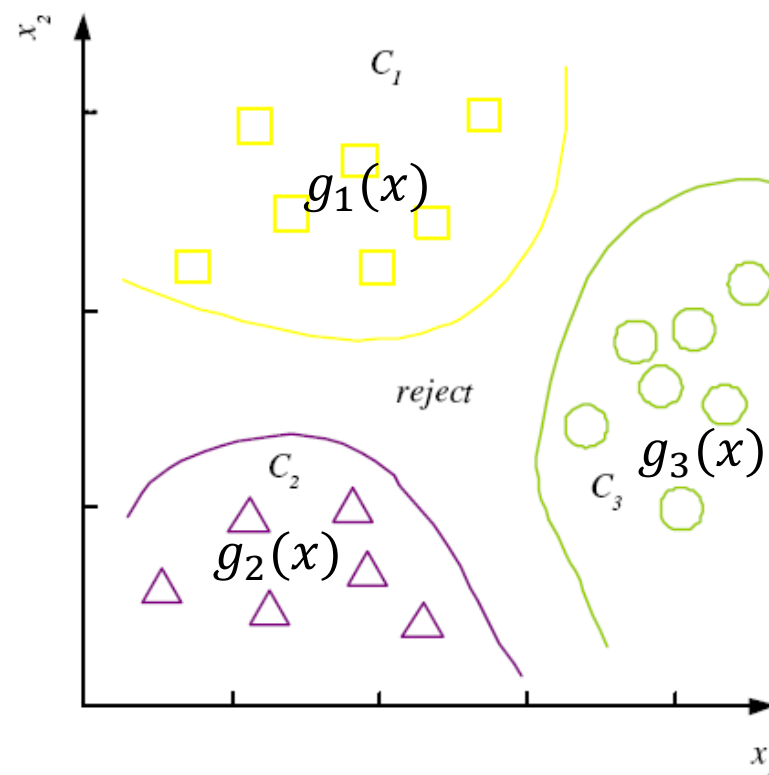 x₂
C₁
g₁(x)
reject
C₂
g₃(x)
C₃
g₂(x)
x